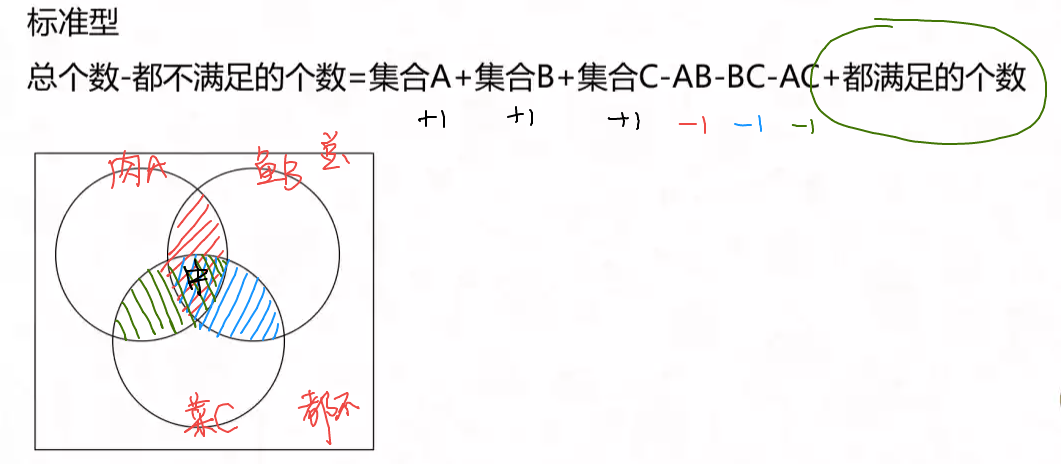 标准型
总个数-都不满足的个数=集合A+集合B+集合C-AB-BC-AC+都满足的个数
+1 +1 +1 -1 -1 -1
肉A 鱼B 总
中
菜C 都不